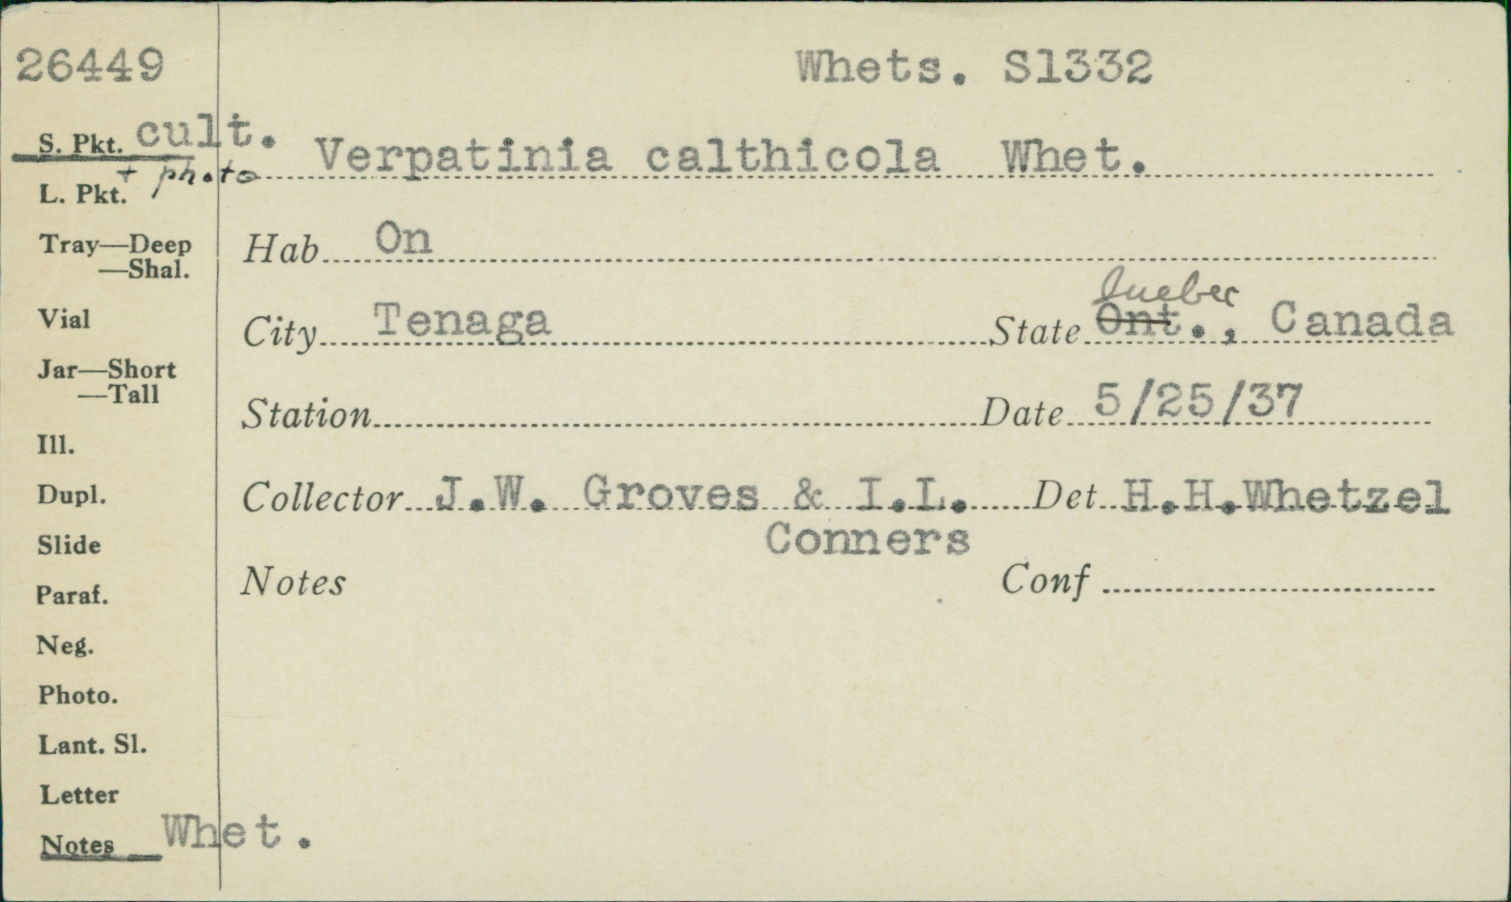 26449
Whets. S1332
S. Pkt. cult.
+ photo
Verpatinia calthicola Whet.
L. Pkt.
Tray—Deep
—Shal.
Hab On
Vial
Quebec
City Tenaga State Ont., Canada
Jar—Short
—Tall
Station Date 5/25/37
Ill.
Dupl.
Collector J.W. Groves & I.L. Det H.H.Whetzel
Conners
Slide
Notes Conf
Paraf.
Neg.
Photo.
Lant. Sl.
Letter
Notes Whet.